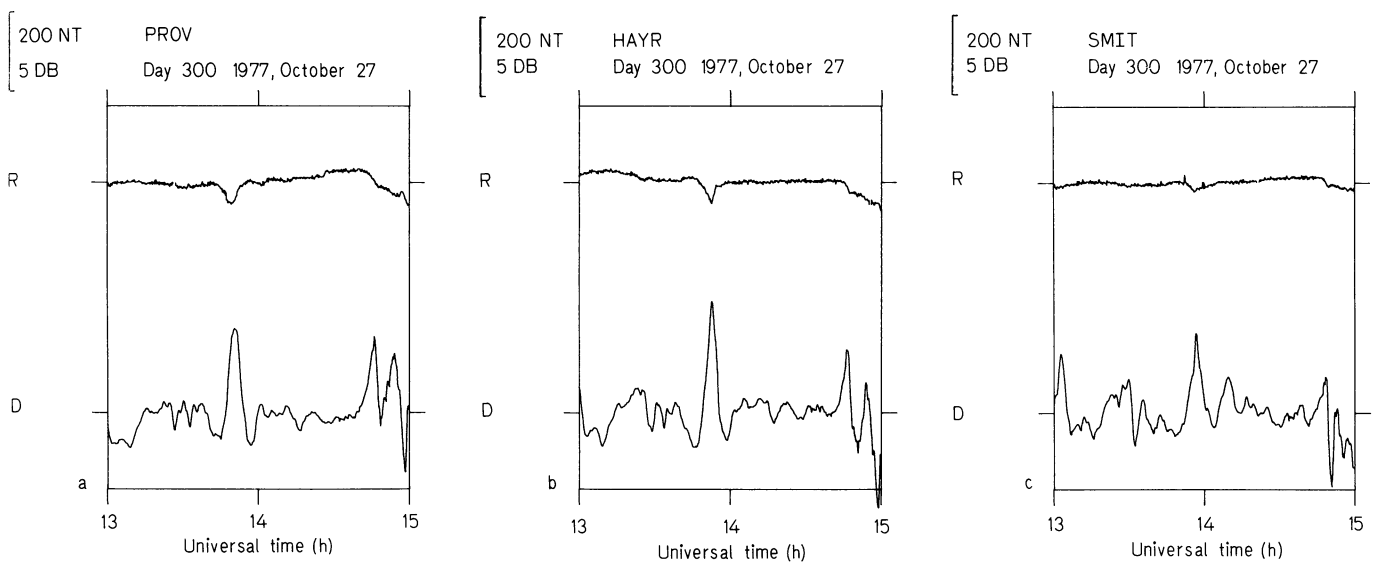 200 NT PROV
5 DB Day 300 1977, October 27
R
D
a
13 14 15
Universal time (h)
200 NT HAYR
5 DB Day 300 1977, October 27
R
D
b
13 14 15
Universal time (h)
200 NT SMIT
5 DB Day 300 1977, October 27
R
D
c
13 14 15
Universal time (h)